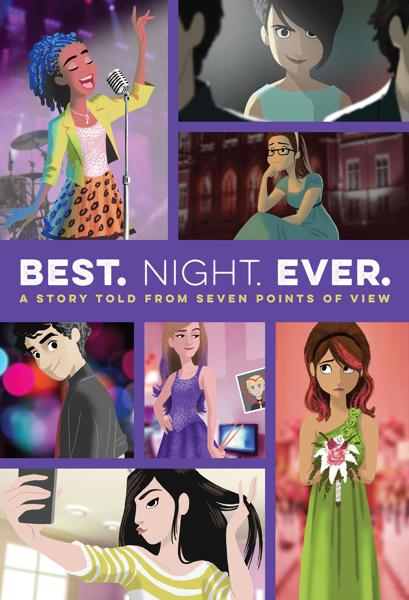 BEST. NIGHT. EVER.
A STORY TOLD FROM SEVEN POINTS OF VIEW